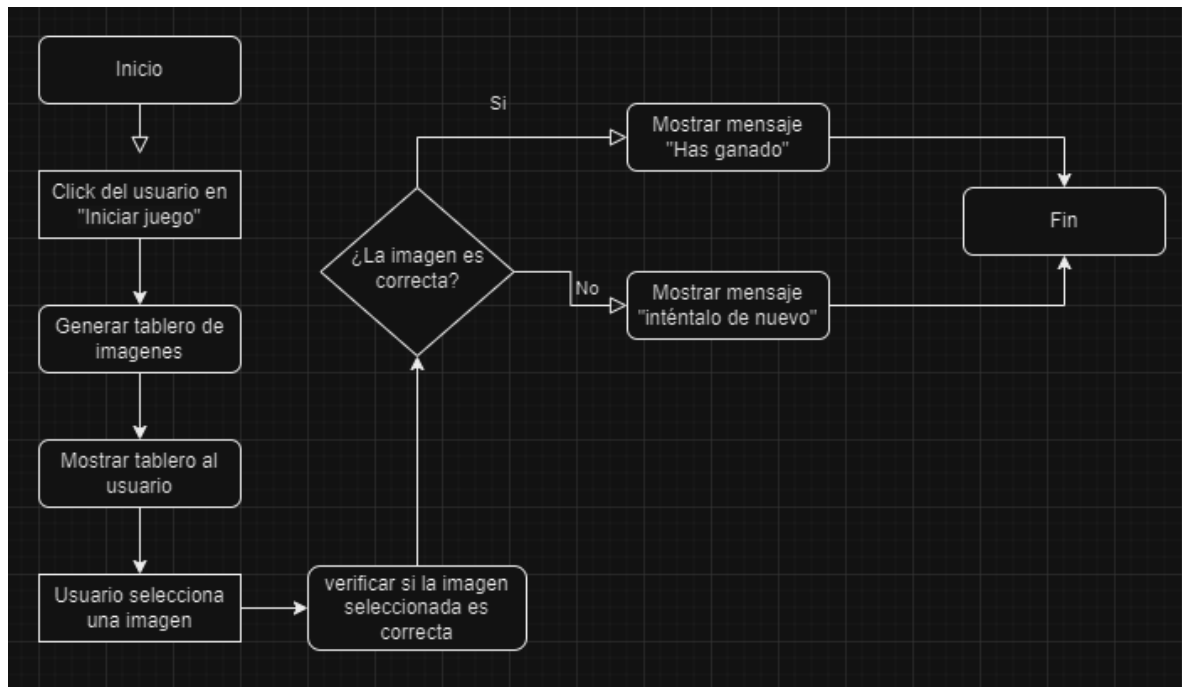 Inicio
Click del usuario en
"Iniciar juego"
Generar tablero de
imagenes
Mostrar tablero al
usuario
Usuario selecciona
una imagen
verificar si la imagen
seleccionada es
correcta
¿La imagen es
correcta?
Si
Mostrar mensaje
"Has ganado"
No
Mostrar mensaje
"inténtalo de nuevo"
Fin